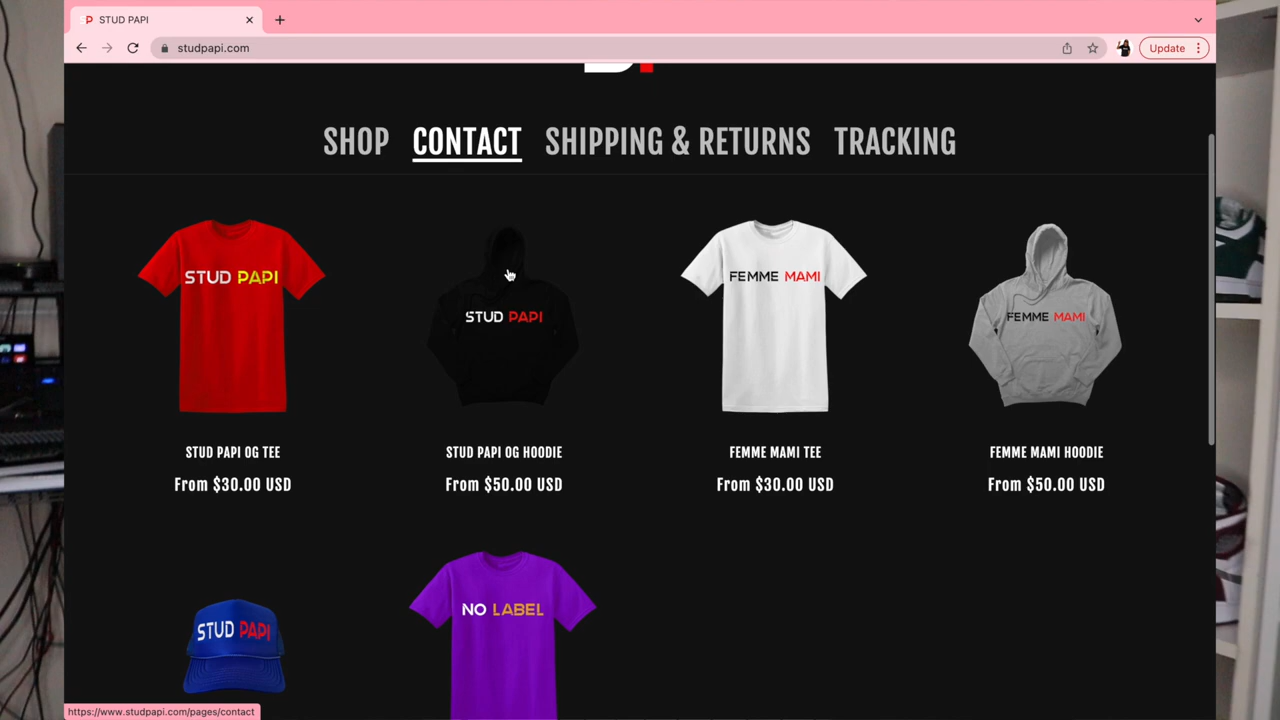 STUD PAPI
studpapi.com
Update
SHOP CONTACT SHIPPING & RETURNS TRACKING
STUD PAPI
STUD PAPI
FEMME MAMI
FEMME MAMI
STUD PAPI OG TEE
STUD PAPI OG HOODIE
FEMME MAMI TEE
FEMME MAMI HOODIE
From $30.00 USD
From $50.00 USD
From $30.00 USD
From $50.00 USD
STUD PAPI
NO LABEL
https://www.studpapi.com/pages/contact